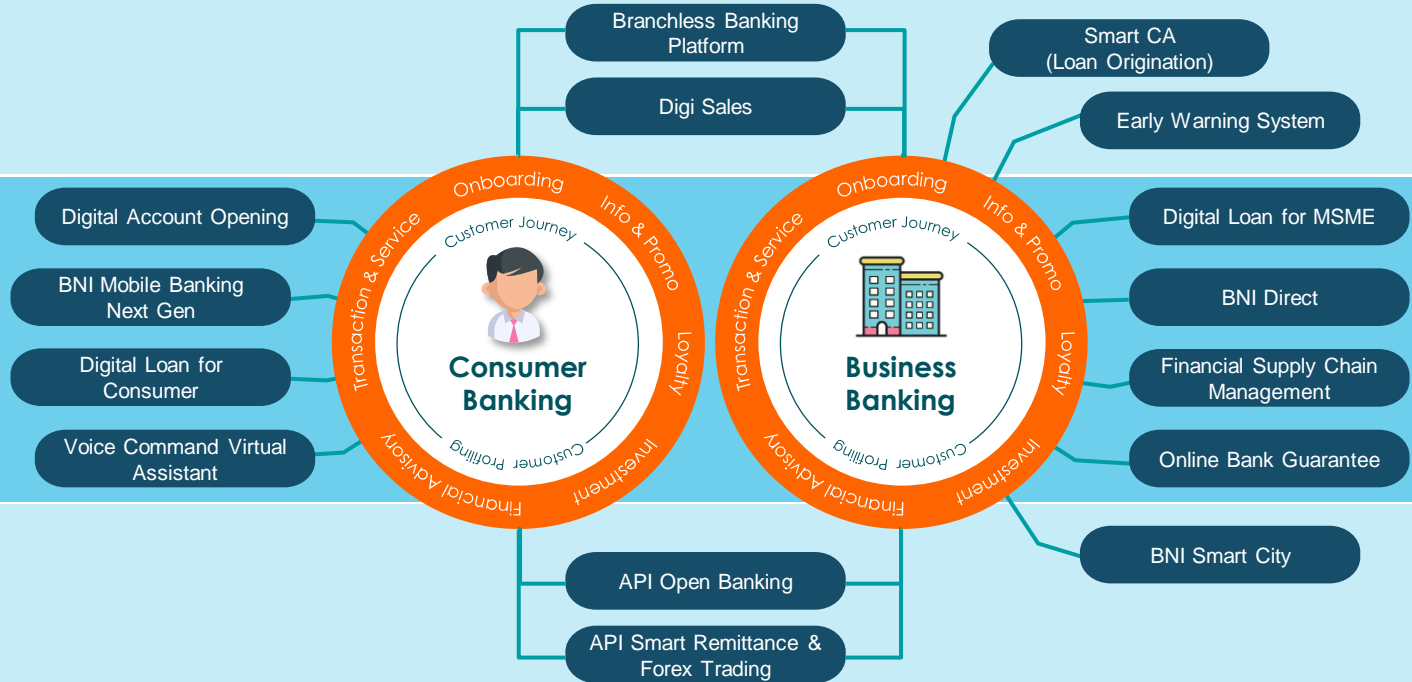 Branchless Banking
Platform
Digi Sales
Smart CA
(Loan Origination)
Early Warning System
Digital Account Opening
BNI Mobile Banking
Next Gen
Digital Loan for
Consumer
Voice Command Virtual
Assistant
Onboarding
Info & Promo
Loyalty
Investment
Financial Advisory
Transaction & Service
Customer Journey
Consumer
Banking
Customer Profiling
Onboarding
Info & Promo
Loyalty
Investment
Financial Advisory
Transaction & Service
Customer Journey
Business
Banking
Customer Profiling
Digital Loan for MSME
BNI Direct
Financial Supply Chain
Management
Online Bank Guarantee
BNI Smart City
API Open Banking
API Smart Remittance &
Forex Trading